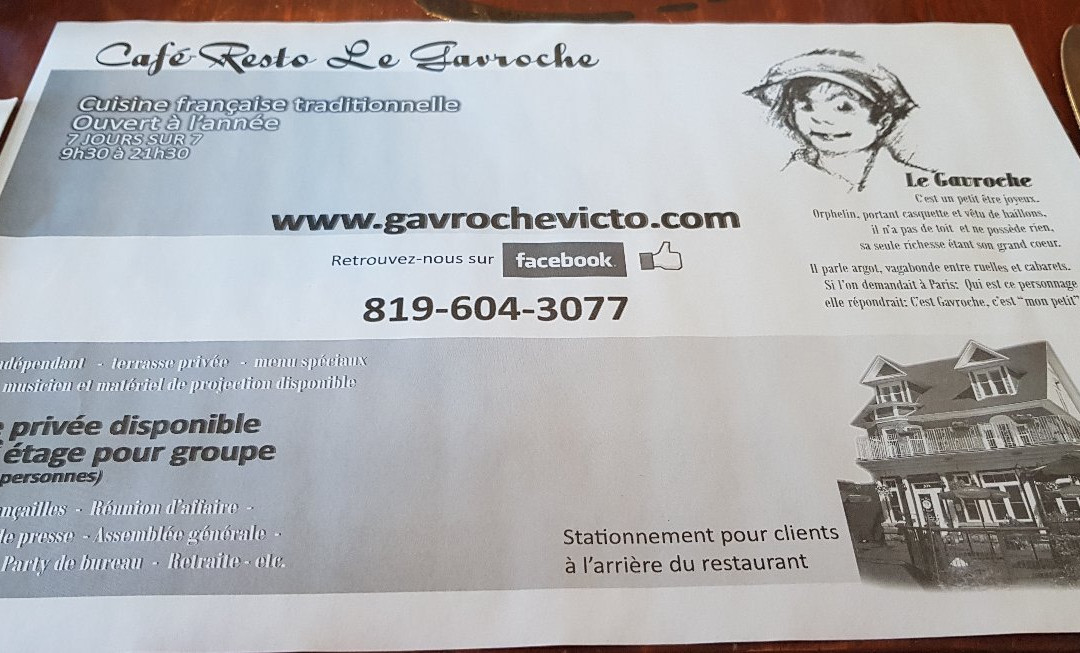 Café-Resto Le Gavroche
Cuisine française traditionnelle
Ouvert à l'année
7 JOURS SUR 7
9h30 à 21h30
www.gavrochevicto.com
Retrouvez-nous sur facebook
819-604-3077
Le Gavroche
C'est un petit être joyeux.
Orphelin, portant casquette et vêtu de haillons,
il n'a pas de toit et ne possède rien,
sa seule richesse étant son grand coeur.
Il parle argot, vagabonde entre ruelles et cabarets.
Si l'on demandait à Paris: Qui est ce personnage
elle répondrait: C'est Gavroche, c'est "mon petit"
- terrasse privée - menu spéciaux
musicien et matériel de projection disponible
privée disponible
étage pour groupe
personnes)
- Réunion d'affaire -
de presse - Assemblée générale -
Party de bureau - Retraite - etc.
Stationnement pour clients
à l'arrière du restaurant